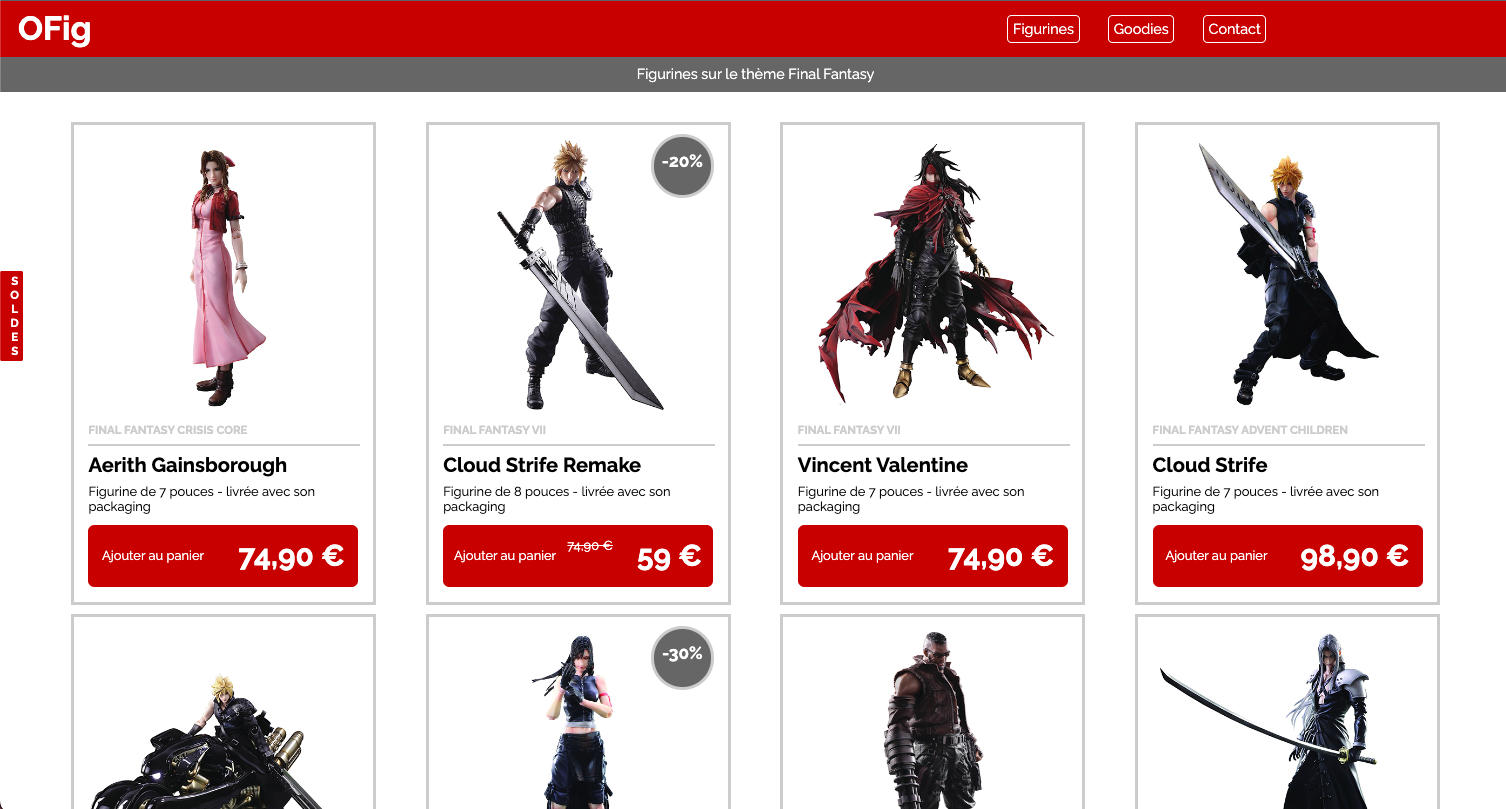 OFig
Figurines
Goodies
Contact
Figurines sur le thème Final Fantasy
SOLDES
FINAL FANTASY CRISIS CORE
Aerith Gainsborough
Figurine de 7 pouces - livrée avec son
packaging
Ajouter au panier 74,90 €
-20%
FINAL FANTASY VII
Cloud Strife Remake
Figurine de 8 pouces - livrée avec son
packaging
Ajouter au panier 74,90 € 59 €
FINAL FANTASY VII
Vincent Valentine
Figurine de 7 pouces - livrée avec son
packaging
Ajouter au panier 74,90 €
FINAL FANTASY ADVENT CHILDREN
Cloud Strife
Figurine de 7 pouces - livrée avec son
packaging
Ajouter au panier 98,90 €
-30%